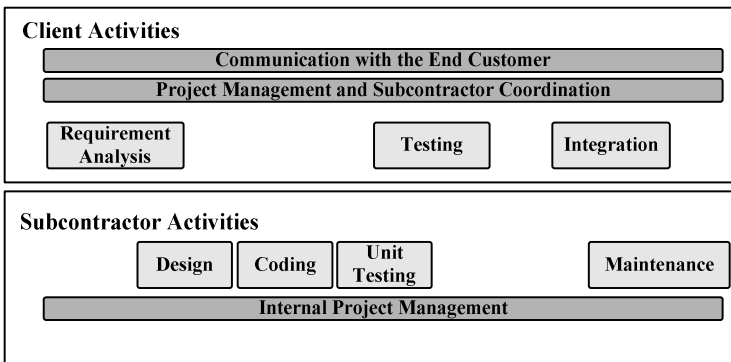 Client Activities
Communication with the End Customer
Project Management and Subcontractor Coordination
Requirement
Analysis
Testing
Integration
Subcontractor Activities
Design
Coding
Unit
Testing
Maintenance
Internal Project Management